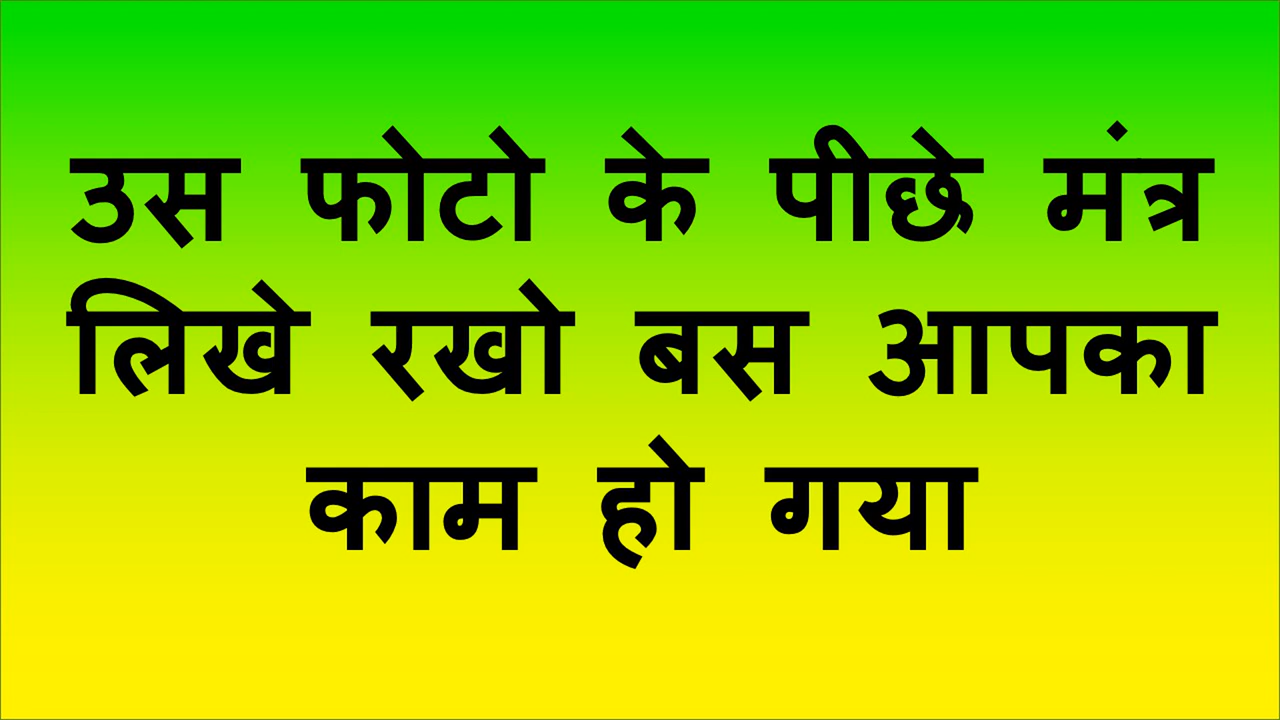 उस फोटो के पीछे मंत्र
लिखे रखो बस आपका
काम हो गया